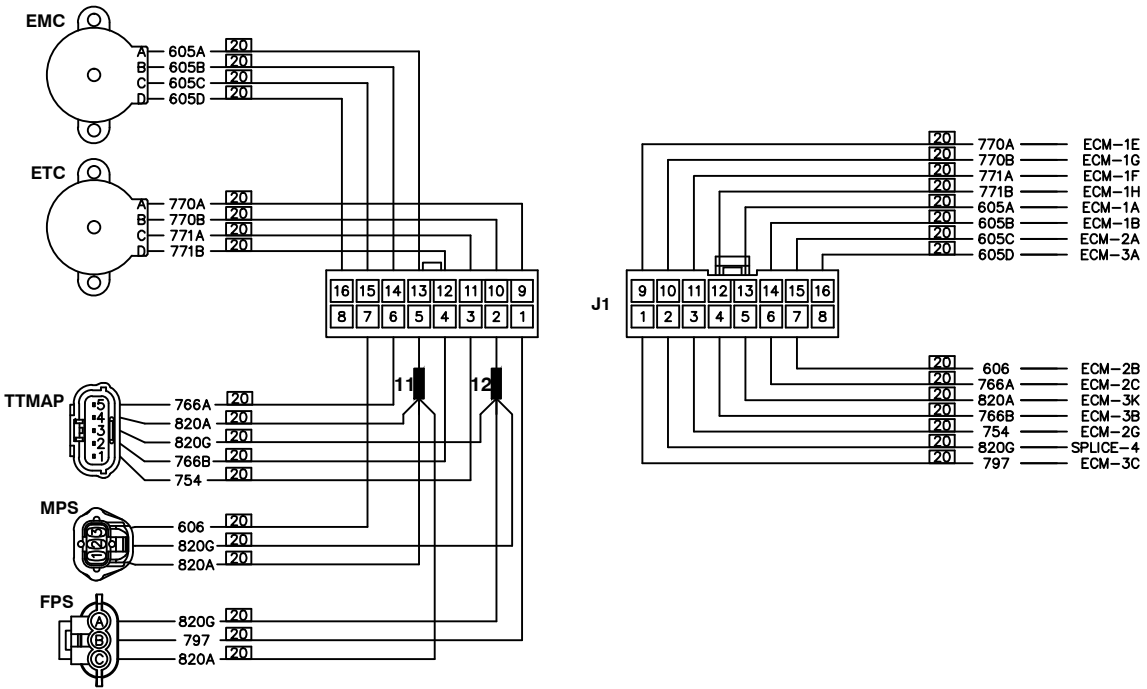 EMC
A 605A 20
B 605B 20
C 605C 20
D 605D 20
ETC
A 770A 20
B 770B 20
C 771A 20
D 771B 20
16 15 14 13 12 11 10 9
8 7 6 5 4 3 2 1
11 12
TTMAP
5 766A 20
4 820A 20
3 820G 20
2 766B 20
1 754 20
MPS
3 606 20
2 820G 20
1 820A 20
FPS
A 820G 20
B 797 20
C 820A 20
20 770A ECM-1E
20 770B ECM-1G
20 771A ECM-1F
20 771B ECM-1H
20 605A ECM-1A
20 605B ECM-1B
20 605C ECM-2A
20 605D ECM-3A
J1
9 10 11 12 13 14 15 16
1 2 3 4 5 6 7 8
20 606 ECM-2B
20 766A ECM-2C
20 820A ECM-3K
20 766B ECM-3B
20 754 ECM-2G
20 820G SPLICE-4
20 797 ECM-3C